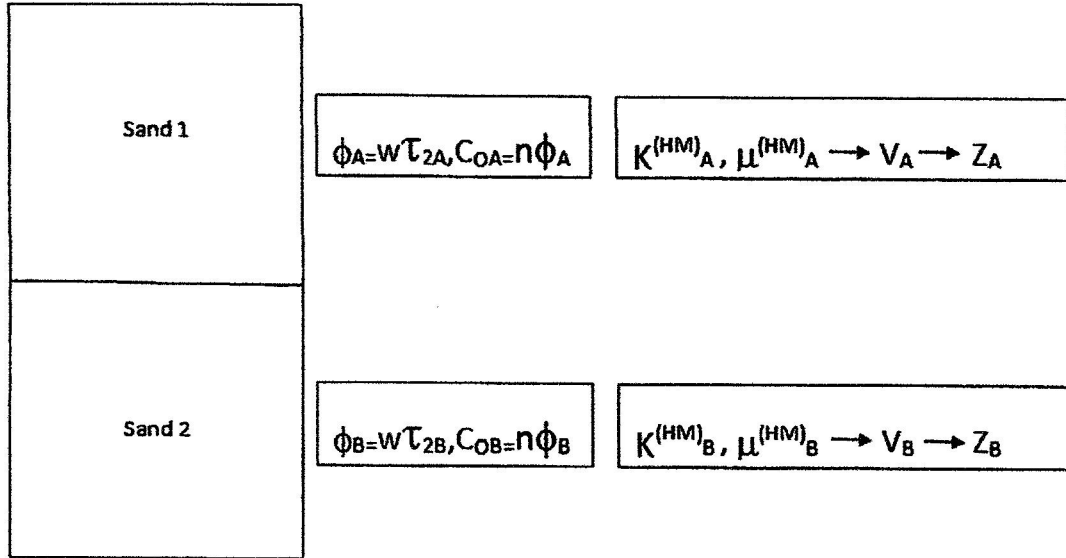 Sand 1
ϕA=wτ2A,COA=nϕA
K(HM)A, μ(HM)A → VA → ZA
Sand 2
ϕB=wτ2B,COB=nϕB
K(HM)B, μ(HM)B → VB → ZB